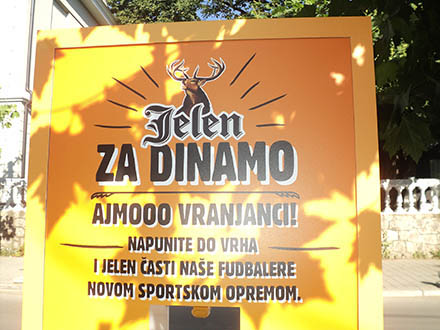 Jelen
ZA DINAMO
AJMOOO VRANJANCI!
NAPUNITE DO VRHA
I JELEN ČASTI NAŠE FUDBALERE
NOVOM SPORTSKOM OPREMOM.